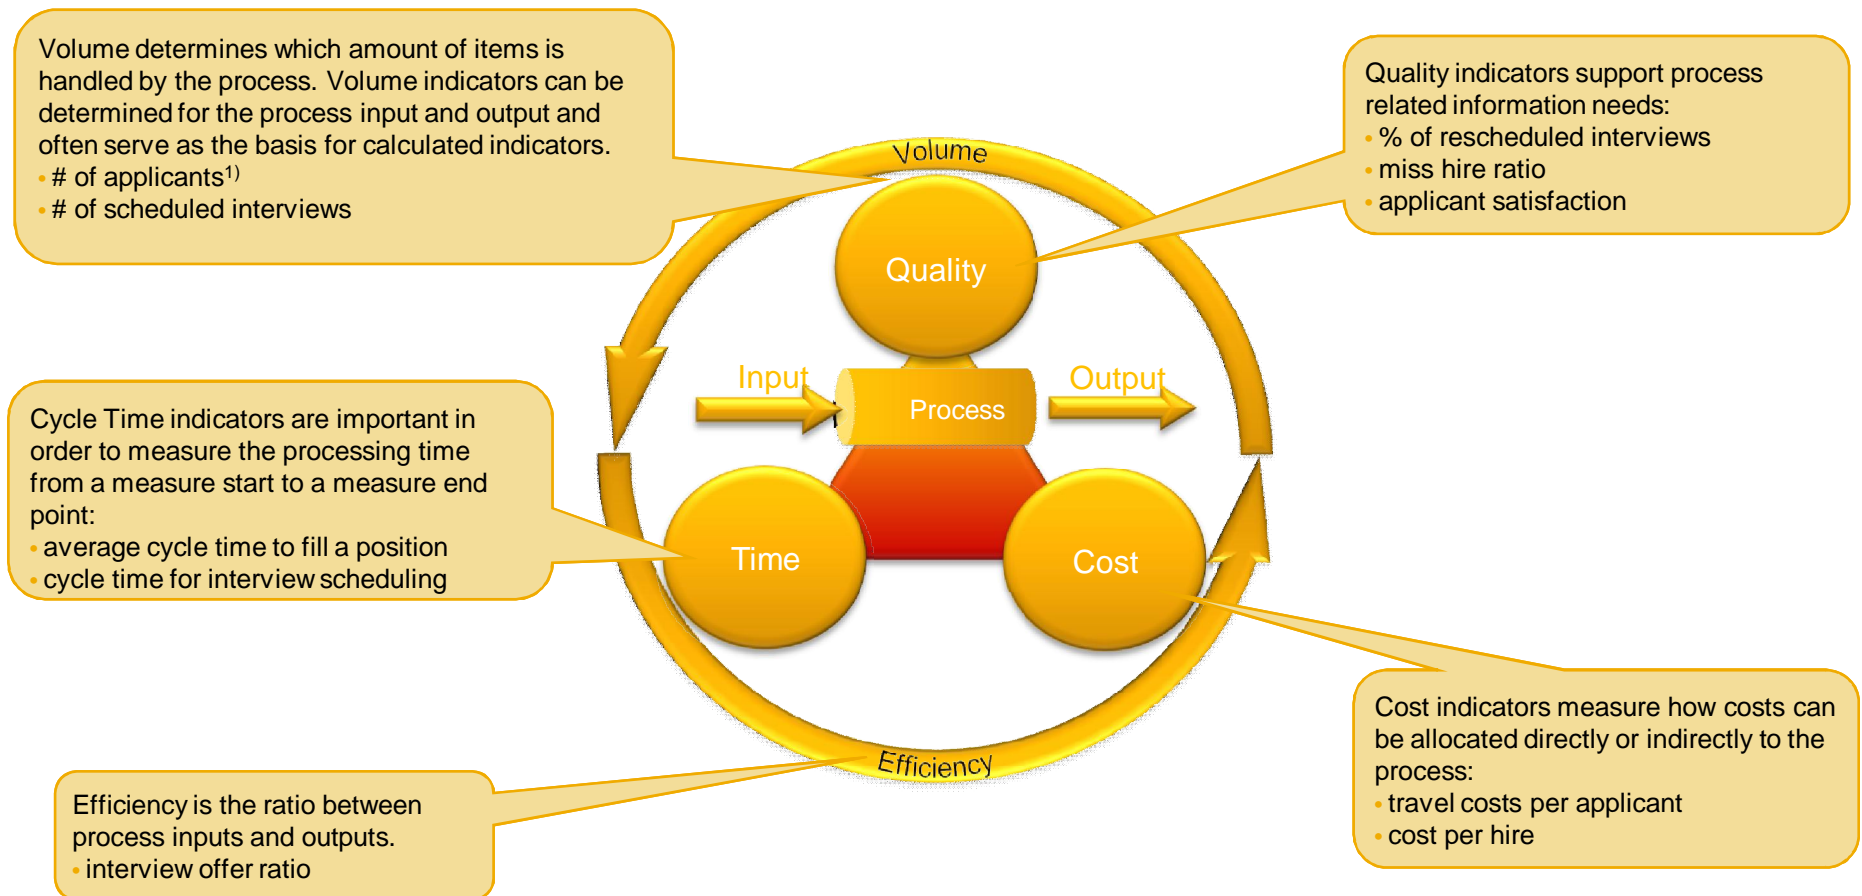 Volume determines which amount of items is
handled by the process. Volume indicators can be
determined for the process input and output and
often serve as the basis for calculated indicators.
• # of applicants¹⁾
• # of scheduled interviews
Quality indicators support process
related information needs:
• % of rescheduled interviews
• miss hire ratio
• applicant satisfaction
Volume
Quality
Input
Process
Output
Cycle Time indicators are important in
order to measure the processing time
from a measure start to a measure end
point:
• average cycle time to fill a position
• cycle time for interview scheduling
Time
Cost
Efficiency
Cost indicators measure how costs can
be allocated directly or indirectly to the
process:
• travel costs per applicant
• cost per hire
Efficiency is the ratio between
process inputs and outputs.
• interview offer ratio